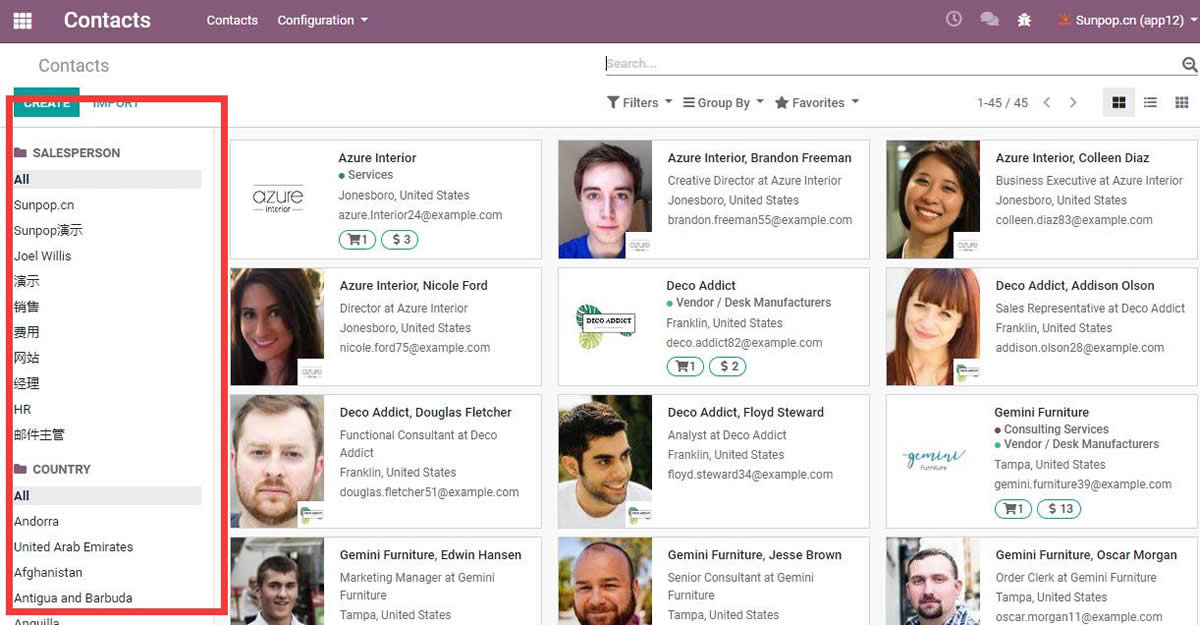 Contacts
Contacts
Configuration
Sunpop.cn (app12)
Contacts
Search...
CREATE
IMPORT
Filters
Group By
Favorites
1-45 / 45
SALESPERSON
All
Sunpop.cn
Sunpop演示
Joel Willis
演示
销售
费用
网站
经理
HR
邮件主管
COUNTRY
All
Andorra
United Arab Emirates
Afghanistan
Antigua and Barbuda
Anguilla
azure
interior
Azure Interior
Services
Jonesboro, United States
azure.Interior24@example.com
1
$ 3
Azure Interior, Brandon Freeman
Creative Director at Azure Interior
Jonesboro, United States
brandon.freeman55@example.com
azure
Azure Interior, Colleen Diaz
Business Executive at Azure Interior
Jonesboro, United States
colleen.diaz83@example.com
azure
Azure Interior, Nicole Ford
Director at Azure Interior
Jonesboro, United States
nicole.ford75@example.com
azure
DECO ADDICT
Deco Addict
Vendor / Desk Manufacturers
Franklin, United States
deco.addict82@example.com
1
$ 2
Deco Addict, Addison Olson
Sales Representative at Deco Addict
Franklin, United States
addison.olson28@example.com
DECO ADDICT
Deco Addict, Douglas Fletcher
Functional Consultant at Deco
Addict
Franklin, United States
douglas.fletcher51@example.com
DECO ADDICT
Deco Addict, Floyd Steward
Analyst at Deco Addict
Franklin, United States
floyd.steward34@example.com
DECO ADDICT
gemini
Furniture
Gemini Furniture
Consulting Services
Vendor / Desk Manufacturers
Tampa, United States
gemini.furniture39@example.com
1
$ 13
Gemini Furniture, Edwin Hansen
Marketing Manager at Gemini
Furniture
Tampa, United States
Gemini Furniture, Jesse Brown
Senior Consultant at Gemini
Furniture
Tampa, United States
Gemini Furniture, Oscar Morgan
Order Clerk at Gemini Furniture
Tampa, United States
oscar.morgan11@example.com